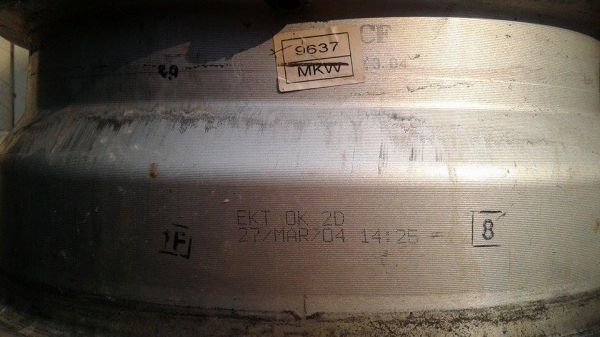 9637
MKW
CF
EKT OK 2D
27/MAR/04 14:25
1F
8